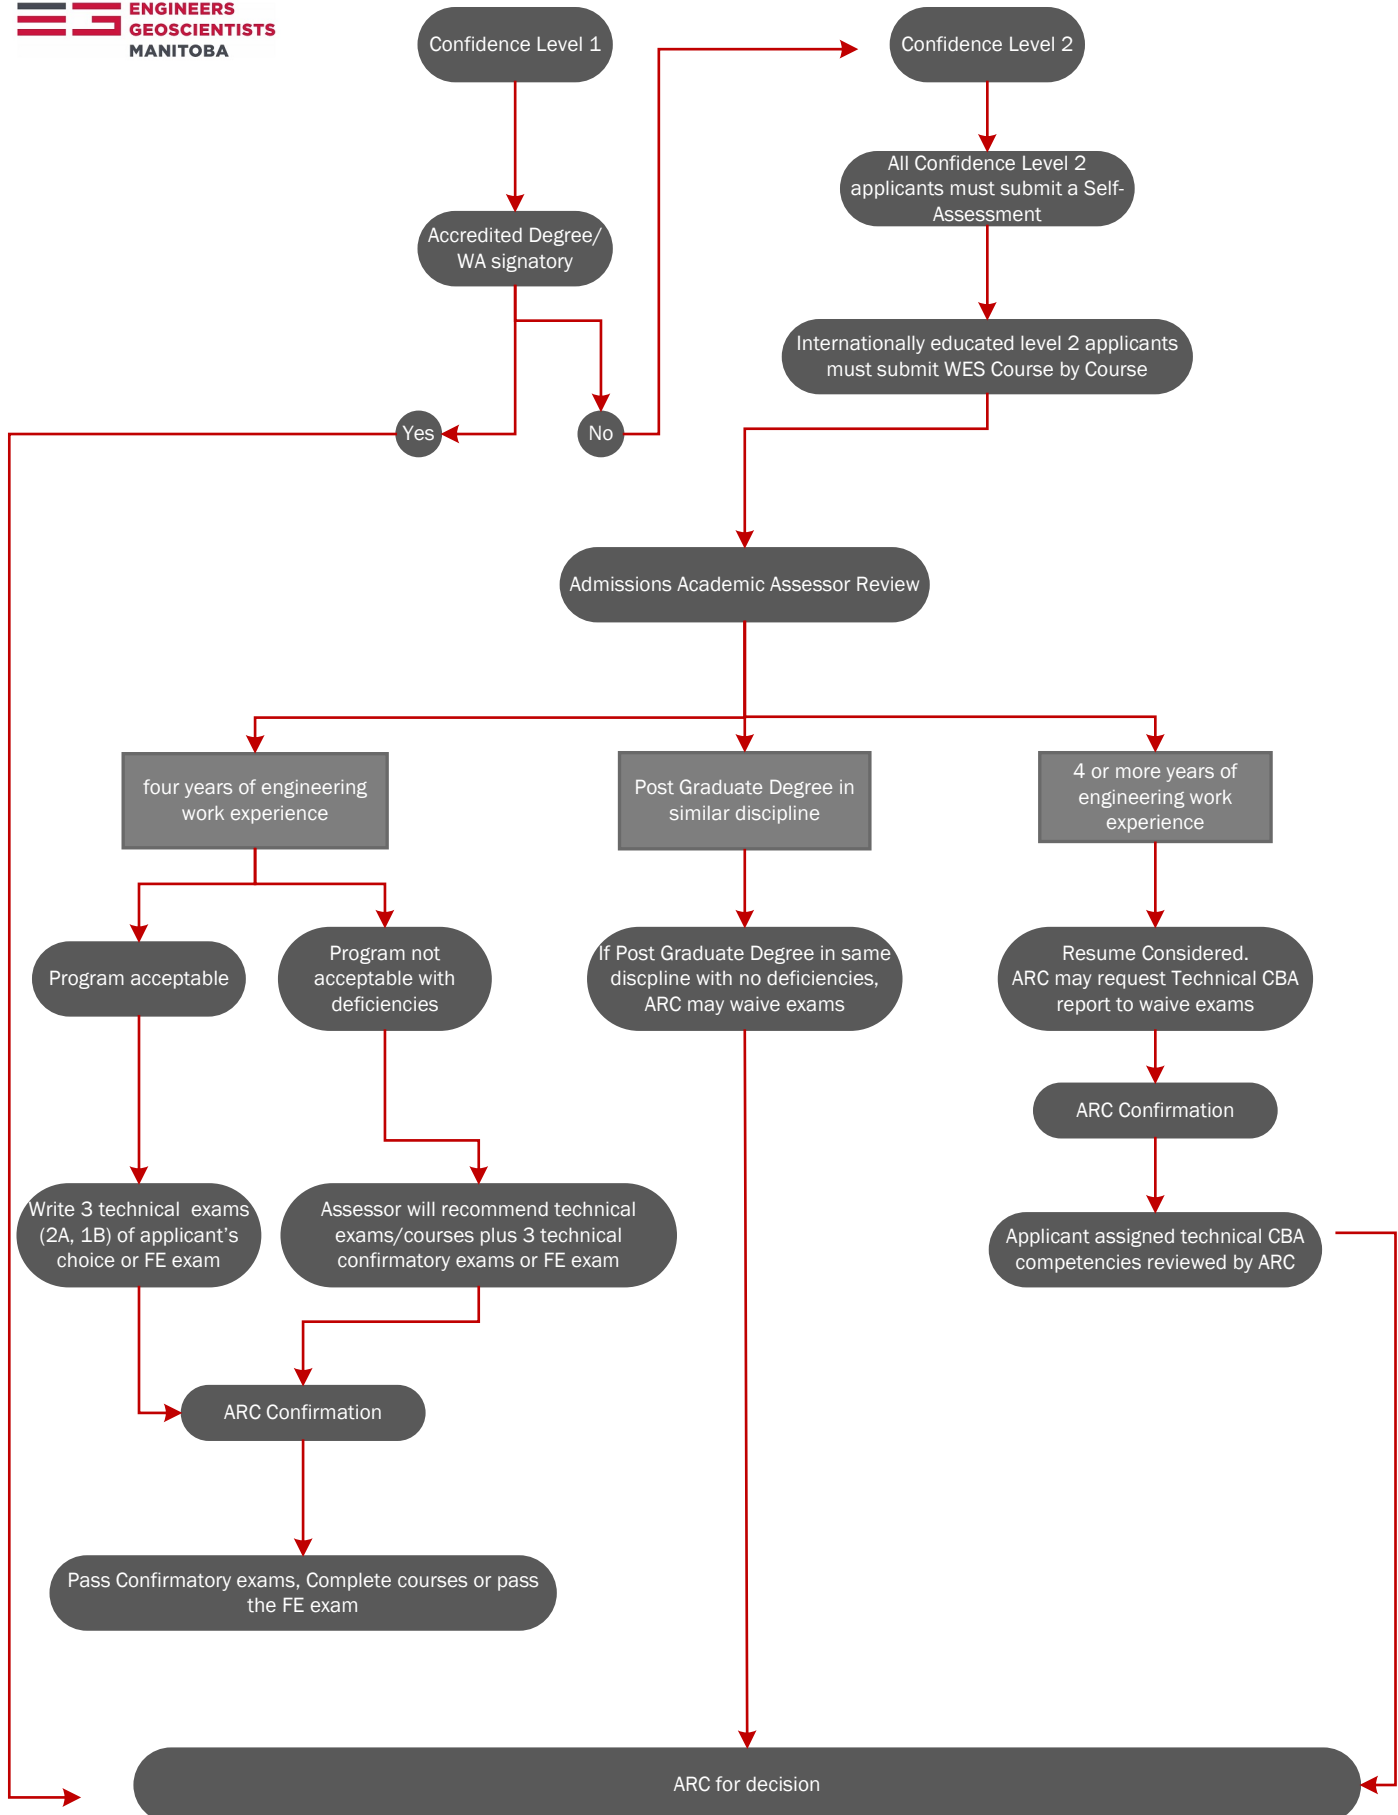 ENGINEERS
GEOSCIENTISTS
MANITOBA
Confidence Level 1
Confidence Level 2
All Confidence Level 2
applicants must submit a Self-
Assessment
Accredited Degree/
WA signatory
Internationally educated level 2 applicants
must submit WES Course by Course
Yes
No
Admissions Academic Assessor Review
four years of engineering
work experience
Post Graduate Degree in
similar discipline
4 or more years of
engineering work
experience
Program acceptable
Program not
acceptable with
deficiencies
If Post Graduate Degree in same
discpline with no deficiencies,
ARC may waive exams
Resume Considered.
ARC may request Technical CBA
report to waive exams
ARC Confirmation
Write 3 technical  exams
(2A, 1B) of applicant’s
choice or FE exam
Assessor will recommend technical
exams/courses plus 3 technical
confirmatory exams or FE exam
Applicant assigned technical CBA
competencies reviewed by ARC
ARC Confirmation
Pass Confirmatory exams, Complete courses or pass
the FE exam
ARC for decision